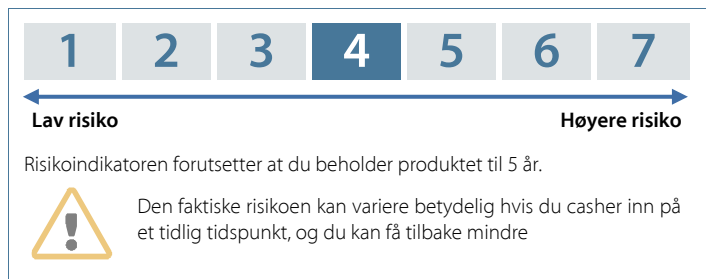 1 2 3 4 5 6 7
Lav risiko Høyere risiko
Risikoindikatoren forutsetter at du beholder produktet til 5 år.
Den faktiske risikoen kan variere betydelig hvis du casher inn på
et tidlig tidspunkt, og du kan få tilbake mindre